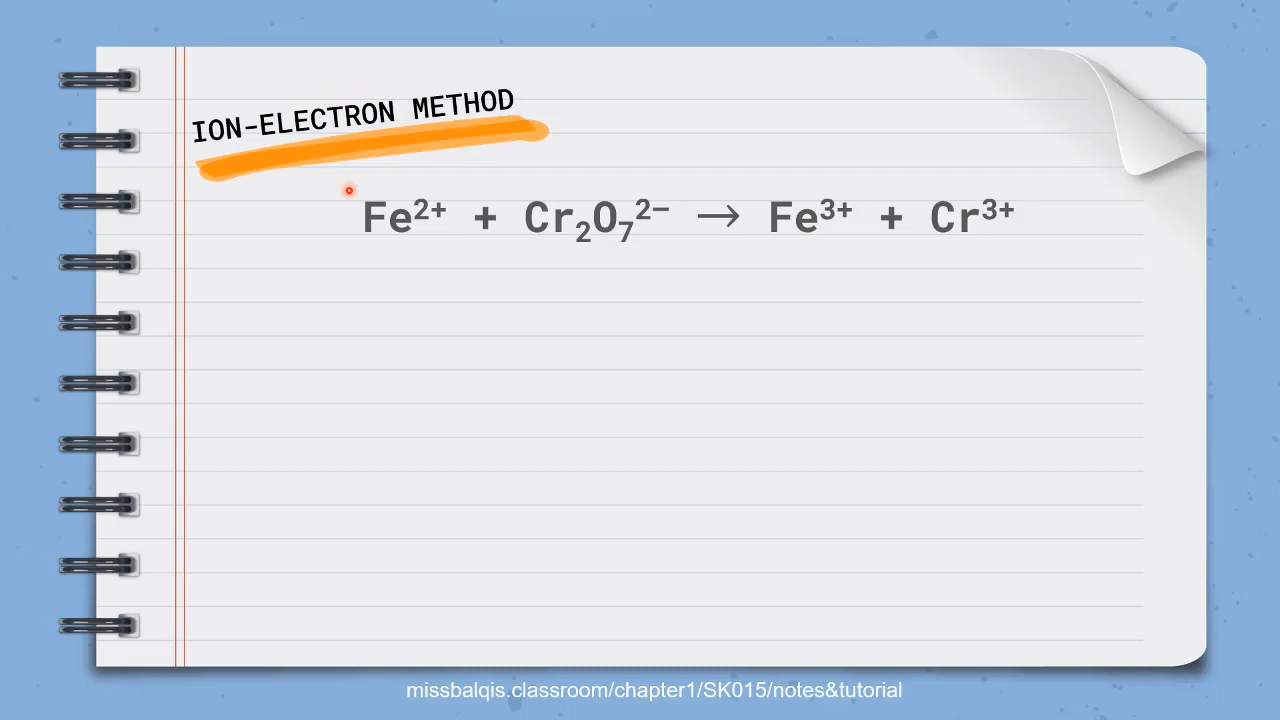 ION-ELECTRON METHOD
Fe²⁺ + Cr₂O₇²⁻ → Fe³⁺ + Cr³⁺
missbalqis.classroom/chapter1/SK015/notes&tutorial